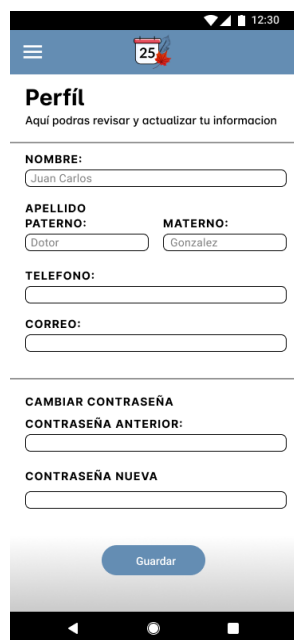 12:30
25
Perfíl
Aquí podras revisar y actualizar tu informacion
NOMBRE:
Juan Carlos
APELLIDO
PATERNO: MATERNO:
Dotor Gonzalez
TELEFONO:
CORREO:
CAMBIAR CONTRASEÑA
CONTRASEÑA ANTERIOR:
CONTRASEÑA NUEVA
Guardar